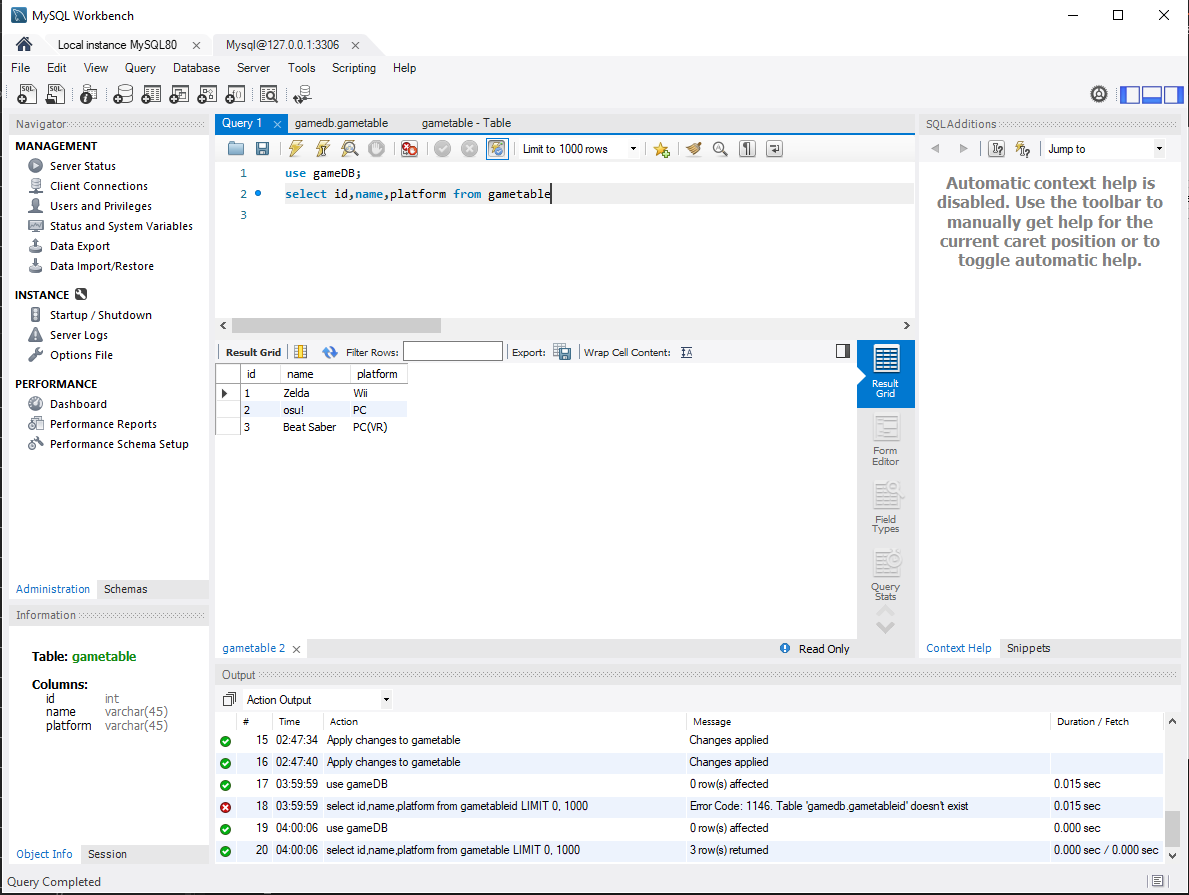 MySQL Workbench
Local instance MySQL80
Mysql@127.0.0.1:3306
File Edit View Query Database Server Tools Scripting Help
Navigator
MANAGEMENT
Server Status
Client Connections
Users and Privileges
Status and System Variables
Data Export
Data Import/Restore
INSTANCE
Startup / Shutdown
Server Logs
Options File
PERFORMANCE
Dashboard
Performance Reports
Performance Schema Setup
Administration Schemas
Information
Table: gametable
Columns:
id int
name varchar(45)
platform varchar(45)
Object Info Session
Query Completed
Query 1 gamedb.gametable gametable - Table
Limit to 1000 rows
1 use gameDB;
2 select id,name,platform from gametable
3
Result Grid Filter Rows: Export: Wrap Cell Content:
id name platform
1 Zelda Wii
2 osu! PC
3 Beat Saber PC(VR)
Result
Grid
Form
Editor
Field
Types
Query
Stats
gametable 2 Read Only
SQLAdditions
Jump to
Automatic context help is
disabled. Use the toolbar to
manually get help for the
current caret position or to
toggle automatic help.
Context Help Snippets
Output
Action Output
# Time Action Message Duration / Fetch
15 02:47:34 Apply changes to gametable Changes applied
16 02:47:40 Apply changes to gametable Changes applied
17 03:59:59 use gameDB 0 row(s) affected 0.015 sec
18 03:59:59 select id,name,platform from gametableid LIMIT 0, 1000 Error Code: 1146. Table 'gamedb.gametableid' doesn't exist 0.015 sec
19 04:00:06 use gameDB 0 row(s) affected 0.000 sec
20 04:00:06 select id,name,platform from gametable LIMIT 0, 1000 3 row(s) returned 0.000 sec / 0.000 sec